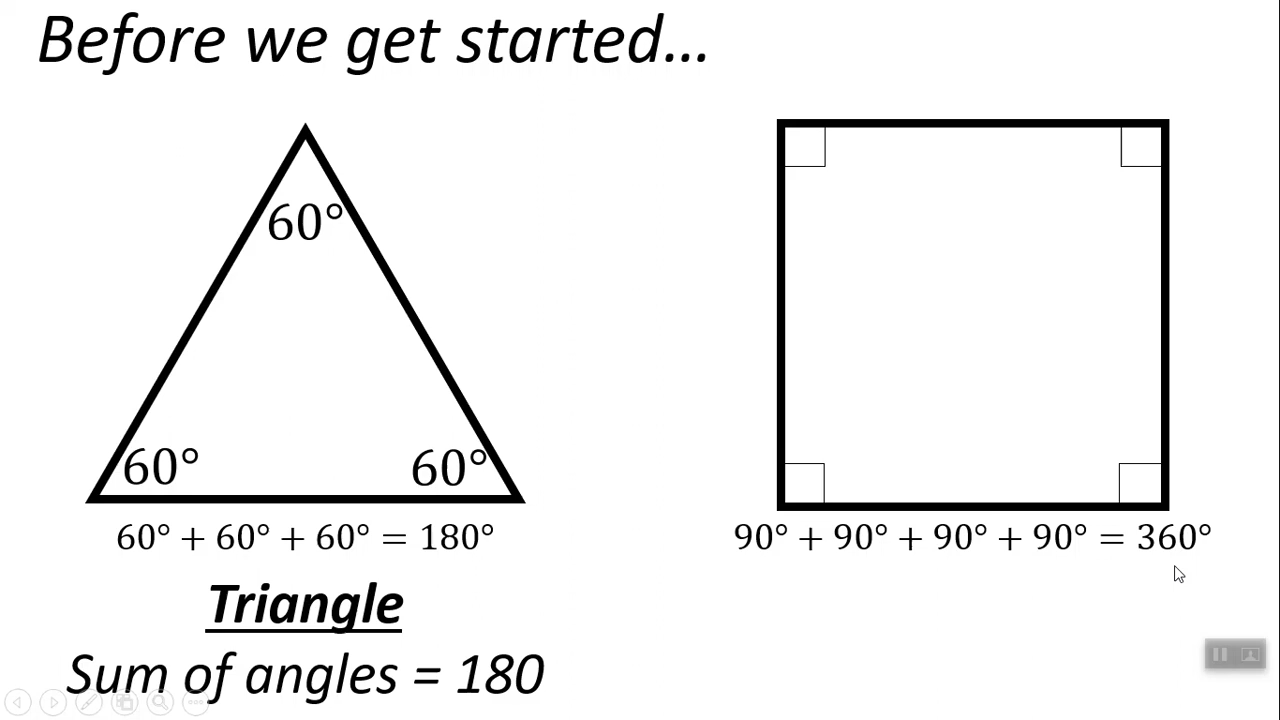 Before we get started...
60°
60°
60°
60° + 60° + 60° = 180°
90° + 90° + 90° + 90° = 360°
Triangle
Sum of angles = 180